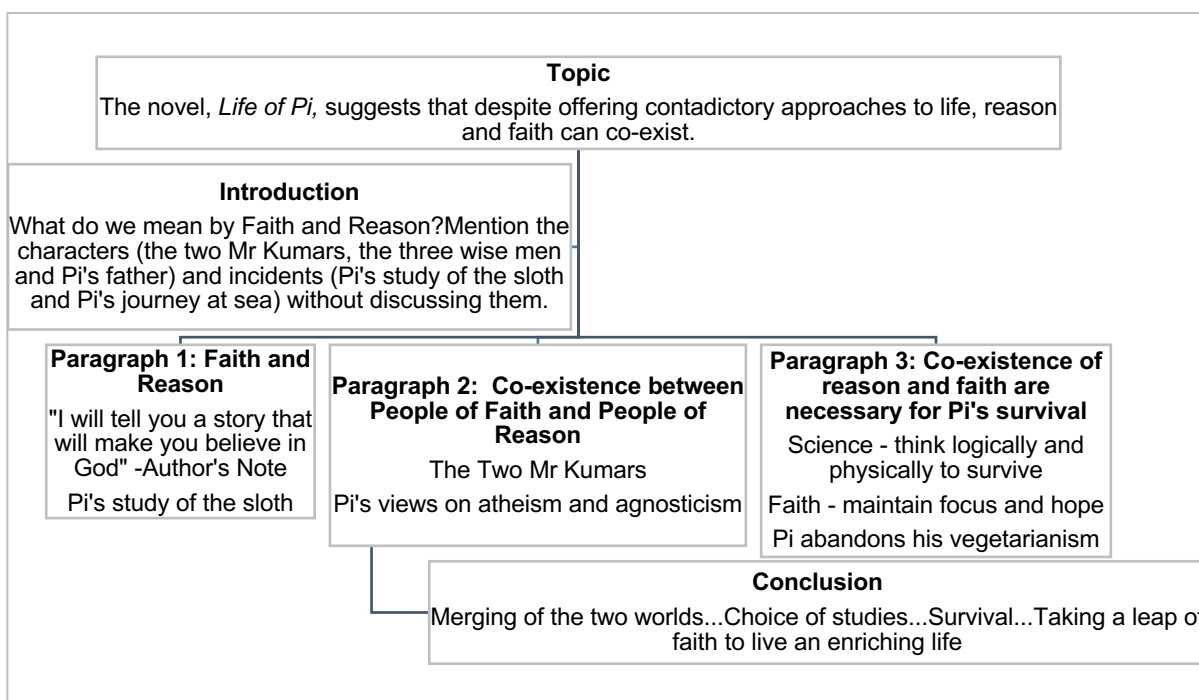 Topic
The novel, Life of Pi, suggests that despite offering contadictory approaches to life, reason
and faith can co-exist.
Introduction
What do we mean by Faith and Reason?Mention the
characters (the two Mr Kumars, the three wise men
and Pi's father) and incidents (Pi's study of the sloth
and Pi's journey at sea) without discussing them.
Paragraph 1: Faith and
Reason
"I will tell you a story that
will make you believe in
God" -Author's Note
Pi's study of the sloth
Paragraph 2:  Co-existence between
People of Faith and People of
Reason
The Two Mr Kumars
Pi's views on atheism and agnosticism
Paragraph 3: Co-existence of
reason and faith are
necessary for Pi's survival
Science - think logically and
physically to survive
Faith - maintain focus and hope
Pi abandons his vegetarianism
Conclusion
Merging of the two worlds...Choice of studies...Survival...Taking a leap of
faith to live an enriching life